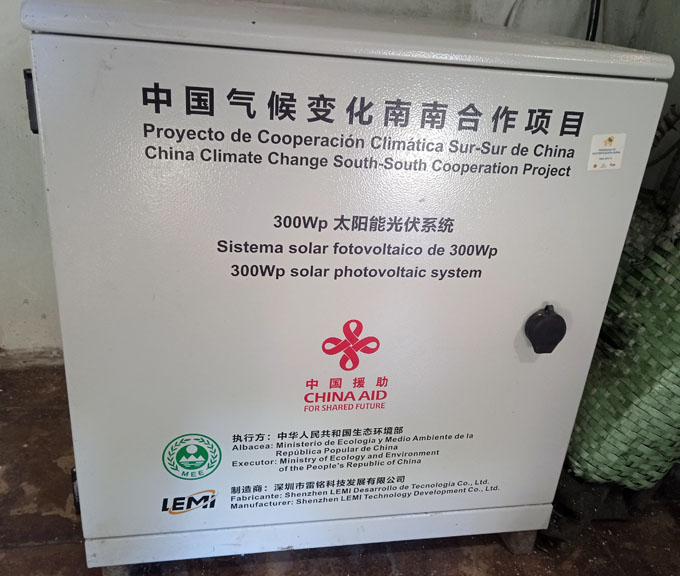 中国气候变化南南合作项目
Proyecto de Cooperación Climática Sur-Sur de China
China Climate Change South-South Cooperation Project
300Wp 太阳能光伏系统
Sistema solar fotovoltaico de 300Wp
300Wp solar photovoltaic system
中国援助
CHINA AID
FOR SHARED FUTURE
执行方：中华人民共和国生态环境部
Albacea: Ministerio de Ecología y Medio Ambiente de la
República Popular de China
Executor: Ministry of Ecology and Environment
of the People's Republic of China
MEE
制造商：深圳市雷铭科技发展有限公司
Fabricante: Shenzhen LEMI Desarrollo de Tecnología Co., Ltd.
Manufacturer: Shenzhen LEMI Technology Development Co., Ltd.
LEMI